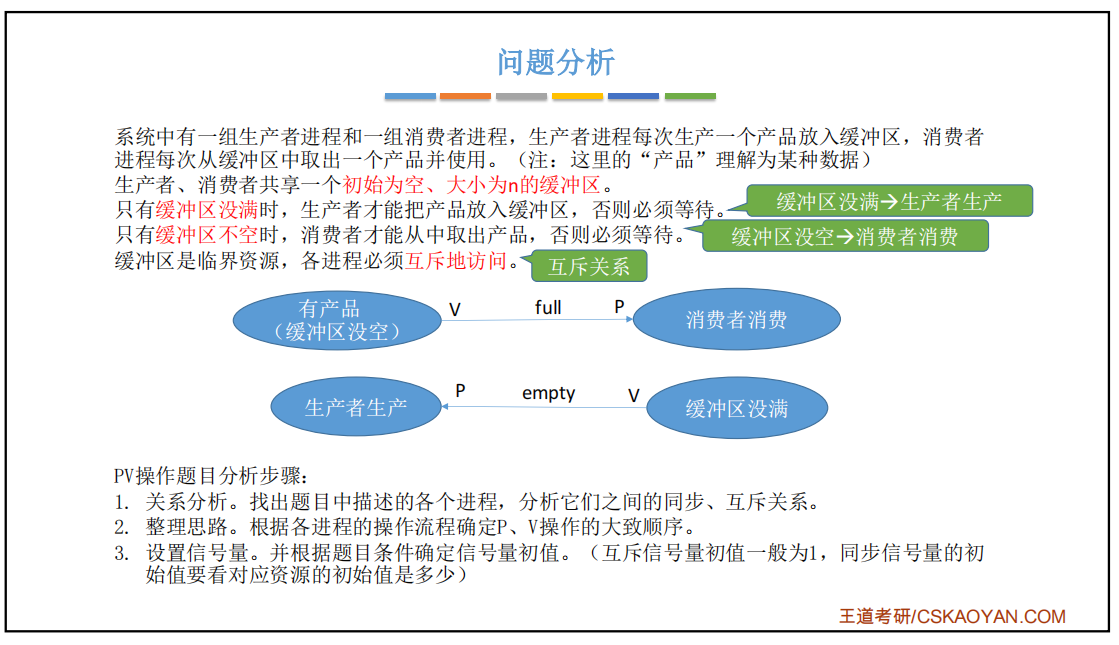 问题分析
系统中有一组生产者进程和一组消费者进程，生产者进程每次生产一个产品放入缓冲区，消费者
进程每次从缓冲区中取出一个产品并使用。（注：这里的“产品”理解为某种数据）
生产者、消费者共享一个初始为空、大小为n的缓冲区。
只有缓冲区没满时，生产者才能把产品放入缓冲区，否则必须等待。
缓冲区没满→生产者生产
只有缓冲区不空时，消费者才能从中取出产品，否则必须等待。
缓冲区没空→消费者消费
缓冲区是临界资源，各进程必须互斥地访问。
互斥关系
有产品
（缓冲区没空）
V
full
P
消费者消费
生产者生产
P
empty
V
缓冲区没满
PV操作题目分析步骤：
1. 关系分析。找出题目中描述的各个进程，分析它们之间的同步、互斥关系。
2. 整理思路。根据各进程的操作流程确定P、V操作的大致顺序。
3. 设置信号量。并根据题目条件确定信号量初值。（互斥信号量初值一般为1，同步信号量的初
始值要看对应资源的初始值是多少）
王道考研/CSKAOYAN.COM